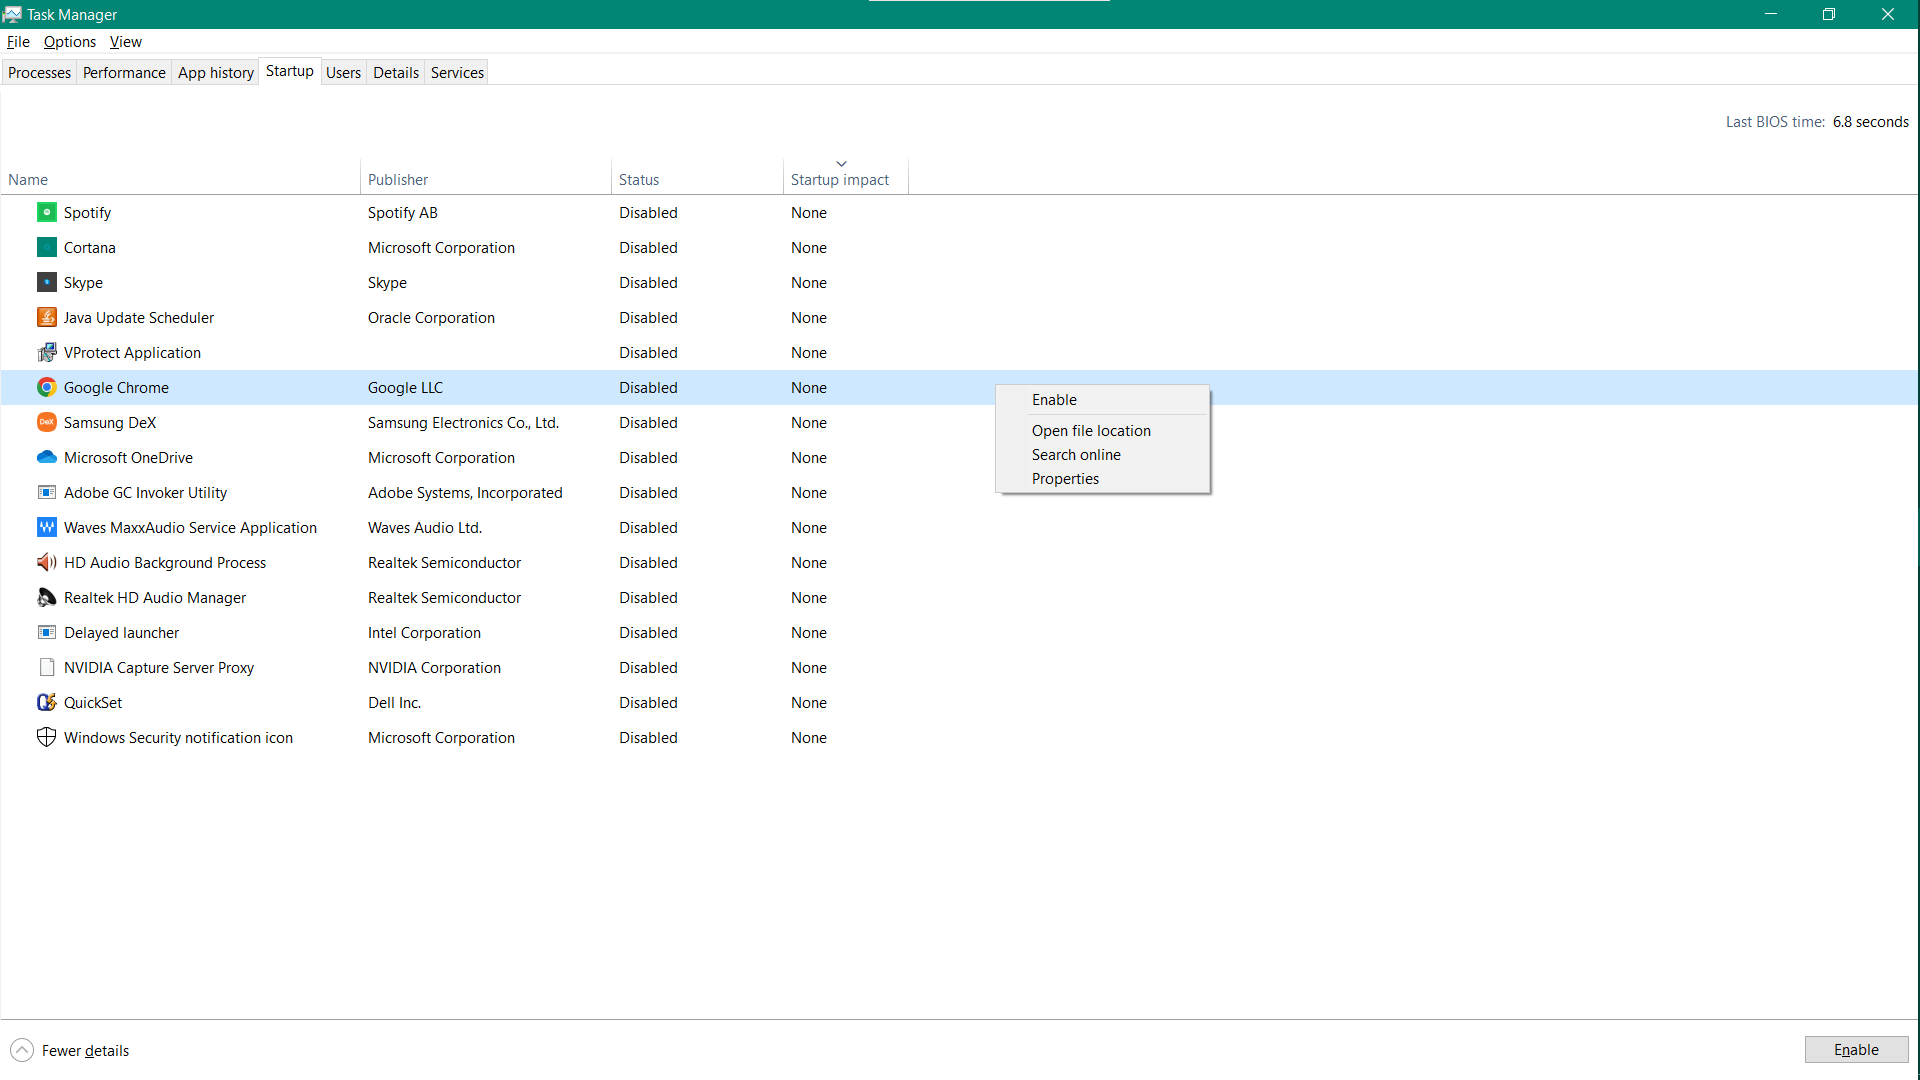 Task Manager
File Options View
Processes Performance App history Startup Users Details Services
Last BIOS time: 6.8 seconds
Name Publisher Status Startup impact
Spotify Spotify AB Disabled None
Cortana Microsoft Corporation Disabled None
Skype Skype Disabled None
Java Update Scheduler Oracle Corporation Disabled None
VProtect Application Disabled None
Google Chrome Google LLC Disabled None
Enable
Samsung DeX Samsung Electronics Co., Ltd. Disabled None
Open file location
Microsoft OneDrive Microsoft Corporation Disabled None
Search online
Properties
Adobe GC Invoker Utility Adobe Systems, Incorporated Disabled None
Waves MaxxAudio Service Application Waves Audio Ltd. Disabled None
HD Audio Background Process Realtek Semiconductor Disabled None
Realtek HD Audio Manager Realtek Semiconductor Disabled None
Delayed launcher Intel Corporation Disabled None
NVIDIA Capture Server Proxy NVIDIA Corporation Disabled None
QuickSet Dell Inc. Disabled None
Windows Security notification icon Microsoft Corporation Disabled None
Fewer details Enable